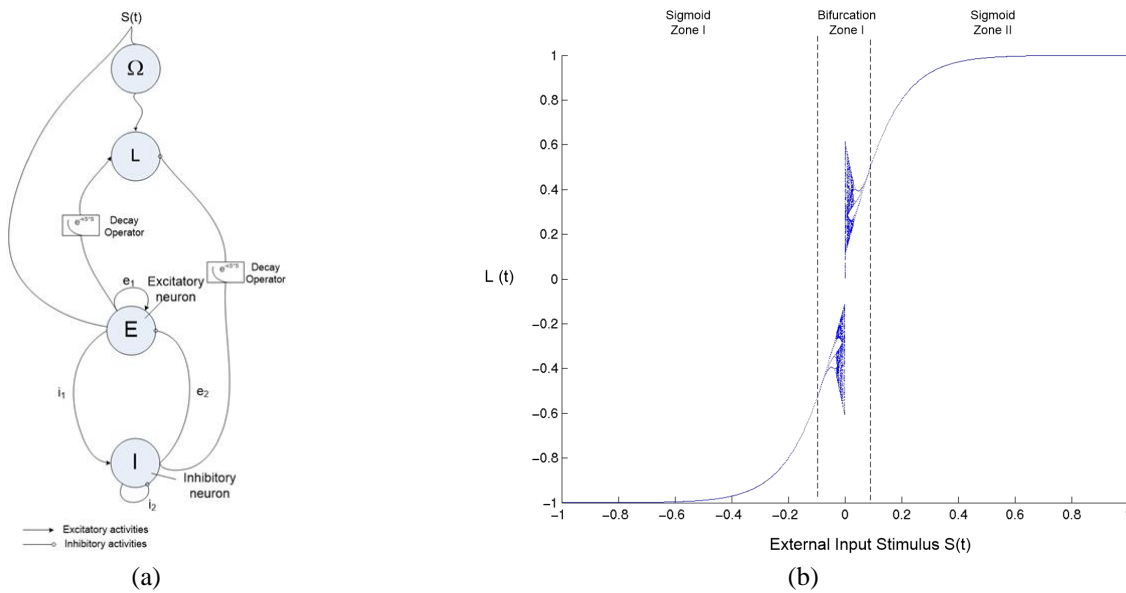 S(t)
Ω
L
Decay
Operator
Decay
Operator
e₁
Excitatory
neuron
E
i₁
e₂
I
Inhibitory
neuron
i₂
Excitatory activities
Inhibitory activities
(a)
Sigmoid
Zone I
Bifurcation
Zone I
Sigmoid
Zone II
L (t)
1
0.8
0.6
0.4
0.2
0
−0.2
−0.4
−0.6
−0.8
−1
−1 −0.8 −0.6 −0.4 −0.2 0 0.2 0.4 0.6 0.8
External Input Stimulus S(t)
(b)